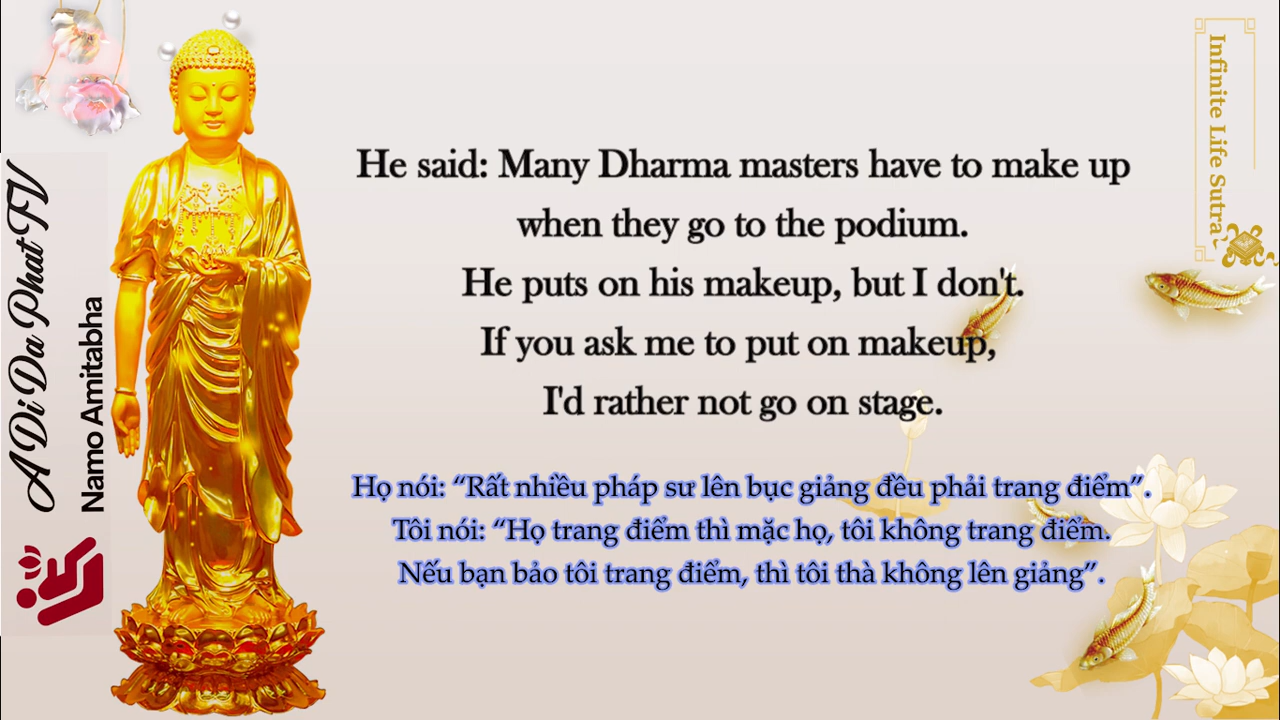 A Di Da Phat TV
Namo Amitabha
Infinite Life Sutra
He said: Many Dharma masters have to make up
when they go to the podium.
He puts on his makeup, but I don't.
If you ask me to put on makeup,
I'd rather not go on stage.
Họ nói: “Rất nhiều pháp sư lên bục giảng đều phải trang điểm”.
Tôi nói: “Họ trang điểm thì mặc họ, tôi không trang điểm.
Nếu bạn bảo tôi trang điểm, thì tôi thà không lên giảng”.